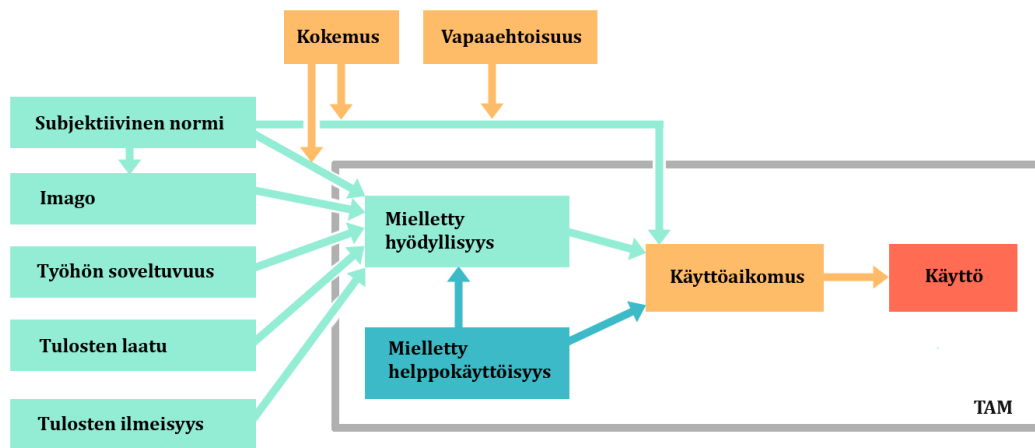 Kokemus
Vapaaehtoisuus
Subjektiivinen normi
Imago
Työhön soveltuvuus
Tulosten laatu
Tulosten ilmeisyys
Mielletty
hyödyllisyys
Mielletty
helppokäyttöisyys
Käyttöaikomus
Käyttö
TAM